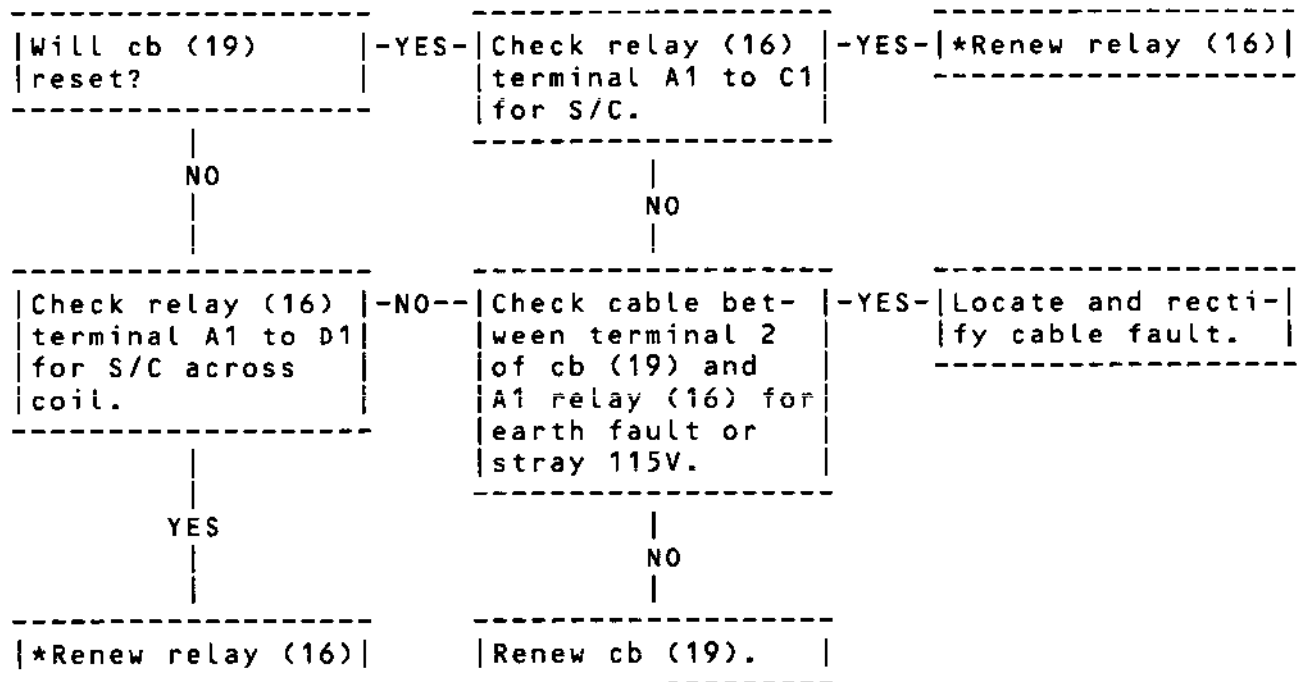 Will cb (19)
reset?
-YES-
Check relay (16)
terminal A1 to C1
for S/C.
-YES-
*Renew relay (16)
NO
NO
Check relay (16)
terminal A1 to D1
for S/C across
coil.
-NO--
Check cable bet-
ween terminal 2
of cb (19) and
A1 relay (16) for
earth fault or
stray 115V.
-YES-
Locate and recti-
fy cable fault.
YES
NO
*Renew relay (16)
Renew cb (19).